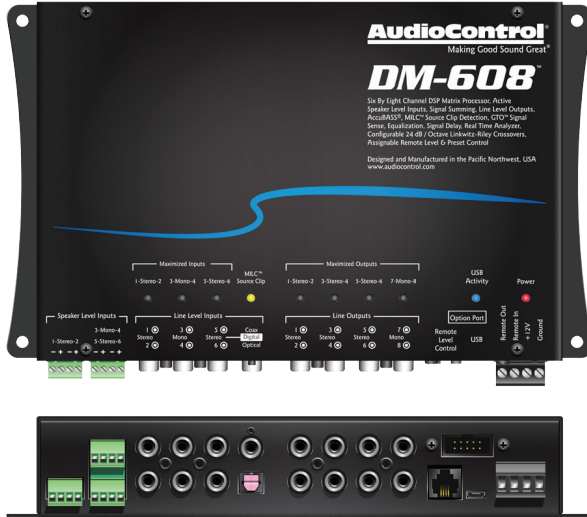 AudioControl®
Making Good Sound Great®
DM-608™
Six By Eight Channel DSP Matrix Processor, Active
Speaker Level Inputs, Signal Summing, Line Level Outputs,
AccuBASS®, MILC™ Source Clip Detection, GTO™ Signal
Sense, Equalization, Signal Delay, Real Time Analyzer,
Configurable 24 dB / Octave Linkwitz-Riley Crossovers,
Assignable Remote Level & Preset Control
Designed and Manufactured in the Pacific Northwest, USA
www.audiocontrol.com
Maximized Inputs
1-Stereo-2 3-Mono-4 5-Stereo-6
MILC™
Source Clip
Maximized Outputs
1-Stereo-2 3-Stereo-4 5-Stereo-6 7-Mono-8
USB
Activity
Power
Speaker Level Inputs
3-Mono-4
1-Stereo-2 5-Stereo-6
- + - + - + - +
Line Level Inputs
1 3 5 Coax
Stereo Mono Stereo Digital
2 4 6 Optical
Line Outputs
1 3 5 7
Stereo Stereo Stereo Mono
2 4 6 8
Option Port
Remote
Level
Control
USB
Remote Out
Remote In
+12V
Ground